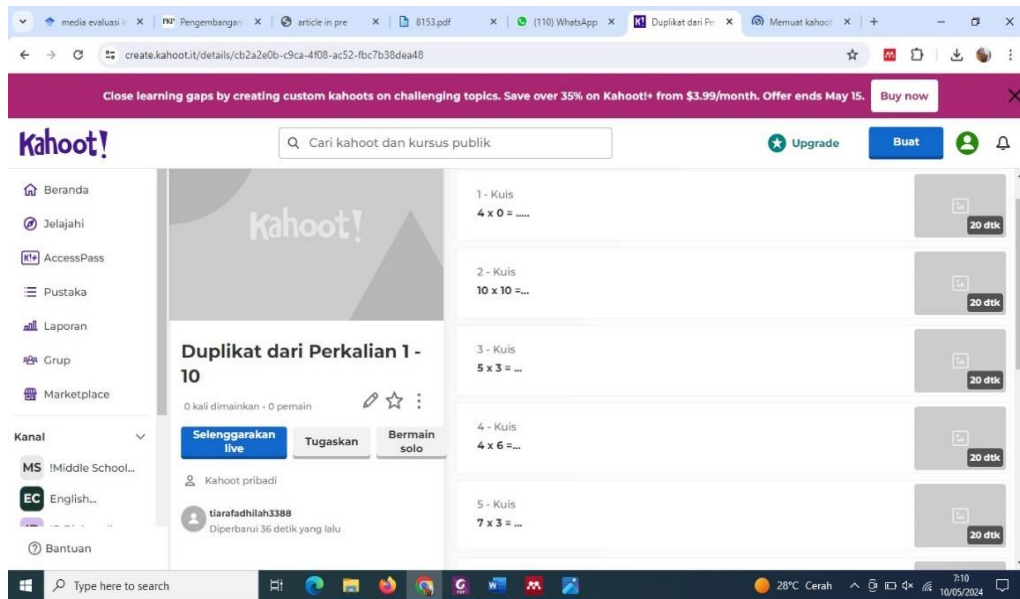 media evaluasi
Pengembangan
article in pre
8153.pdf
(110) WhatsApp
Duplikat dari Pe
Memuat kahoot
create.kahoot.it/details/cb2a2e0b-c9ca-4f08-ac52-fbc7b38dea48
Close learning gaps by creating custom kahoots on challenging topics. Save over 35% on Kahoot!+ from $3.99/month. Offer ends May 15.
Buy now
Kahoot!
Cari kahoot dan kursus publik
Upgrade
Buat
Beranda
Jelajahi
K!+ AccessPass
Pustaka
Laporan
Grup
Marketplace
Kanal
MS !Middle School...
EC English...
Bantuan
Kahoot!
Duplikat dari Perkalian 1 -
10
0 kali dimainkan · 0 pemain
Selenggarakan
live
Tugaskan
Bermain
solo
Kahoot pribadi
tiarafadhilah3388
Diperbarui 36 detik yang lalu
1 - Kuis
4 x 0 = .....
20 dtk
2 - Kuis
10 x 10 =...
20 dtk
3 - Kuis
5 x 3 = ...
20 dtk
4 - Kuis
4 x 6 =...
20 dtk
5 - Kuis
7 x 3 = ...
20 dtk
Type here to search
28°C Cerah
7:10
10/05/2024